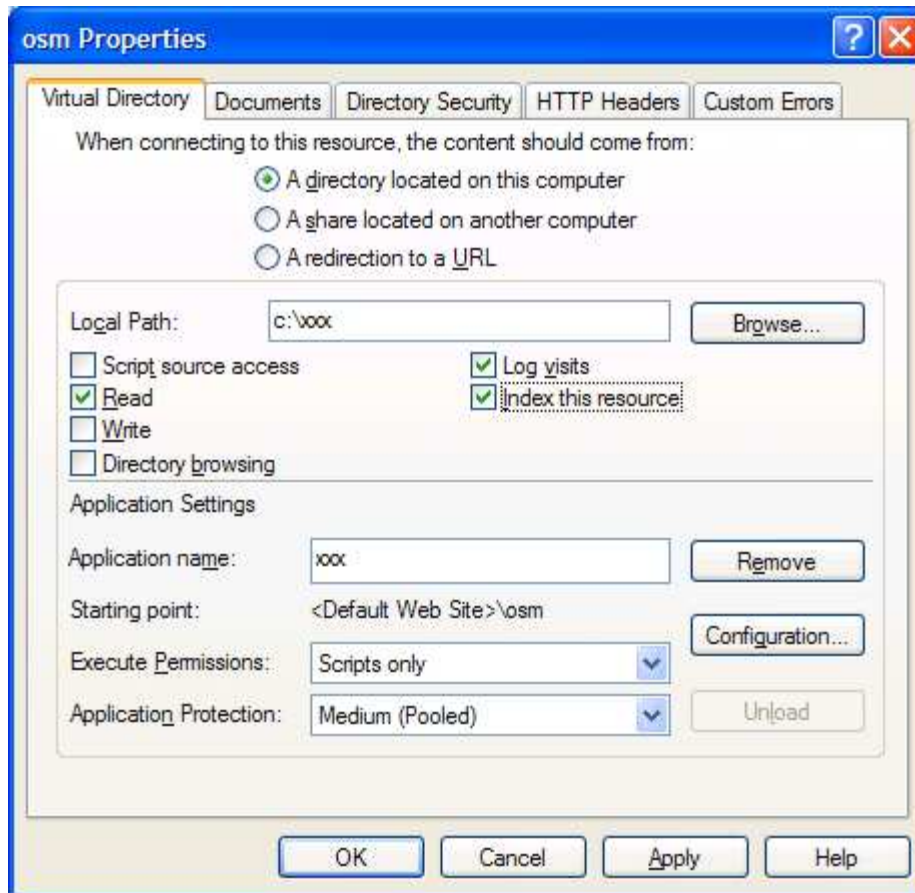 osm Properties
Virtual Directory Documents Directory Security HTTP Headers Custom Errors
When connecting to this resource, the content should come from:
A directory located on this computer
A share located on another computer
A redirection to a URL
Local Path: c:\xxx Browse...
Script source access Log visits
Read Index this resource
Write
Directory browsing
Application Settings
Application name: xxx Remove
Starting point: <Default Web Site>\osm
Configuration...
Execute Permissions: Scripts only
Application Protection: Medium (Pooled) Unload
OK Cancel Apply Help